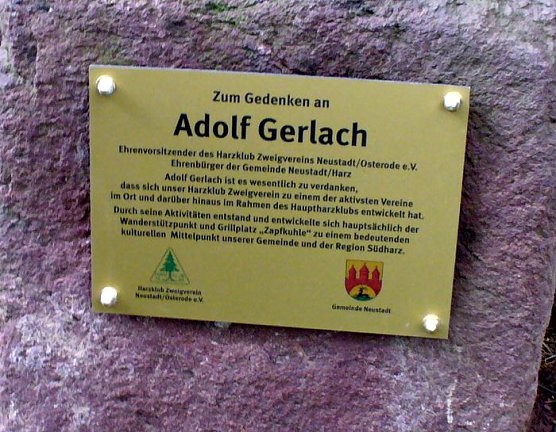 Zum Gedenken an
Adolf Gerlach
Ehrenvorsitzender des Harzklub Zweigvereins Neustadt/Osterode e.V.
Ehrenbürger der Gemeinde Neustadt/Harz
Adolf Gerlach ist es wesentlich zu verdanken,
dass sich unser Harzklub Zweigverein zu einem der aktivsten Vereine
im Ort und darüber hinaus im Rahmen des Hauptharzklubs entwickelt hat.
Durch seine Aktivitäten entstand und entwickelte sich hauptsächlich der
Wanderstützpunkt und Grillplatz „Zapfkuhle“ zu einem bedeutenden
kulturellen Mittelpunkt unserer Gemeinde und der Region Südharz.
Harzklub Zweigverein
Neustadt/Osterode e.V.
Gemeinde Neustadt